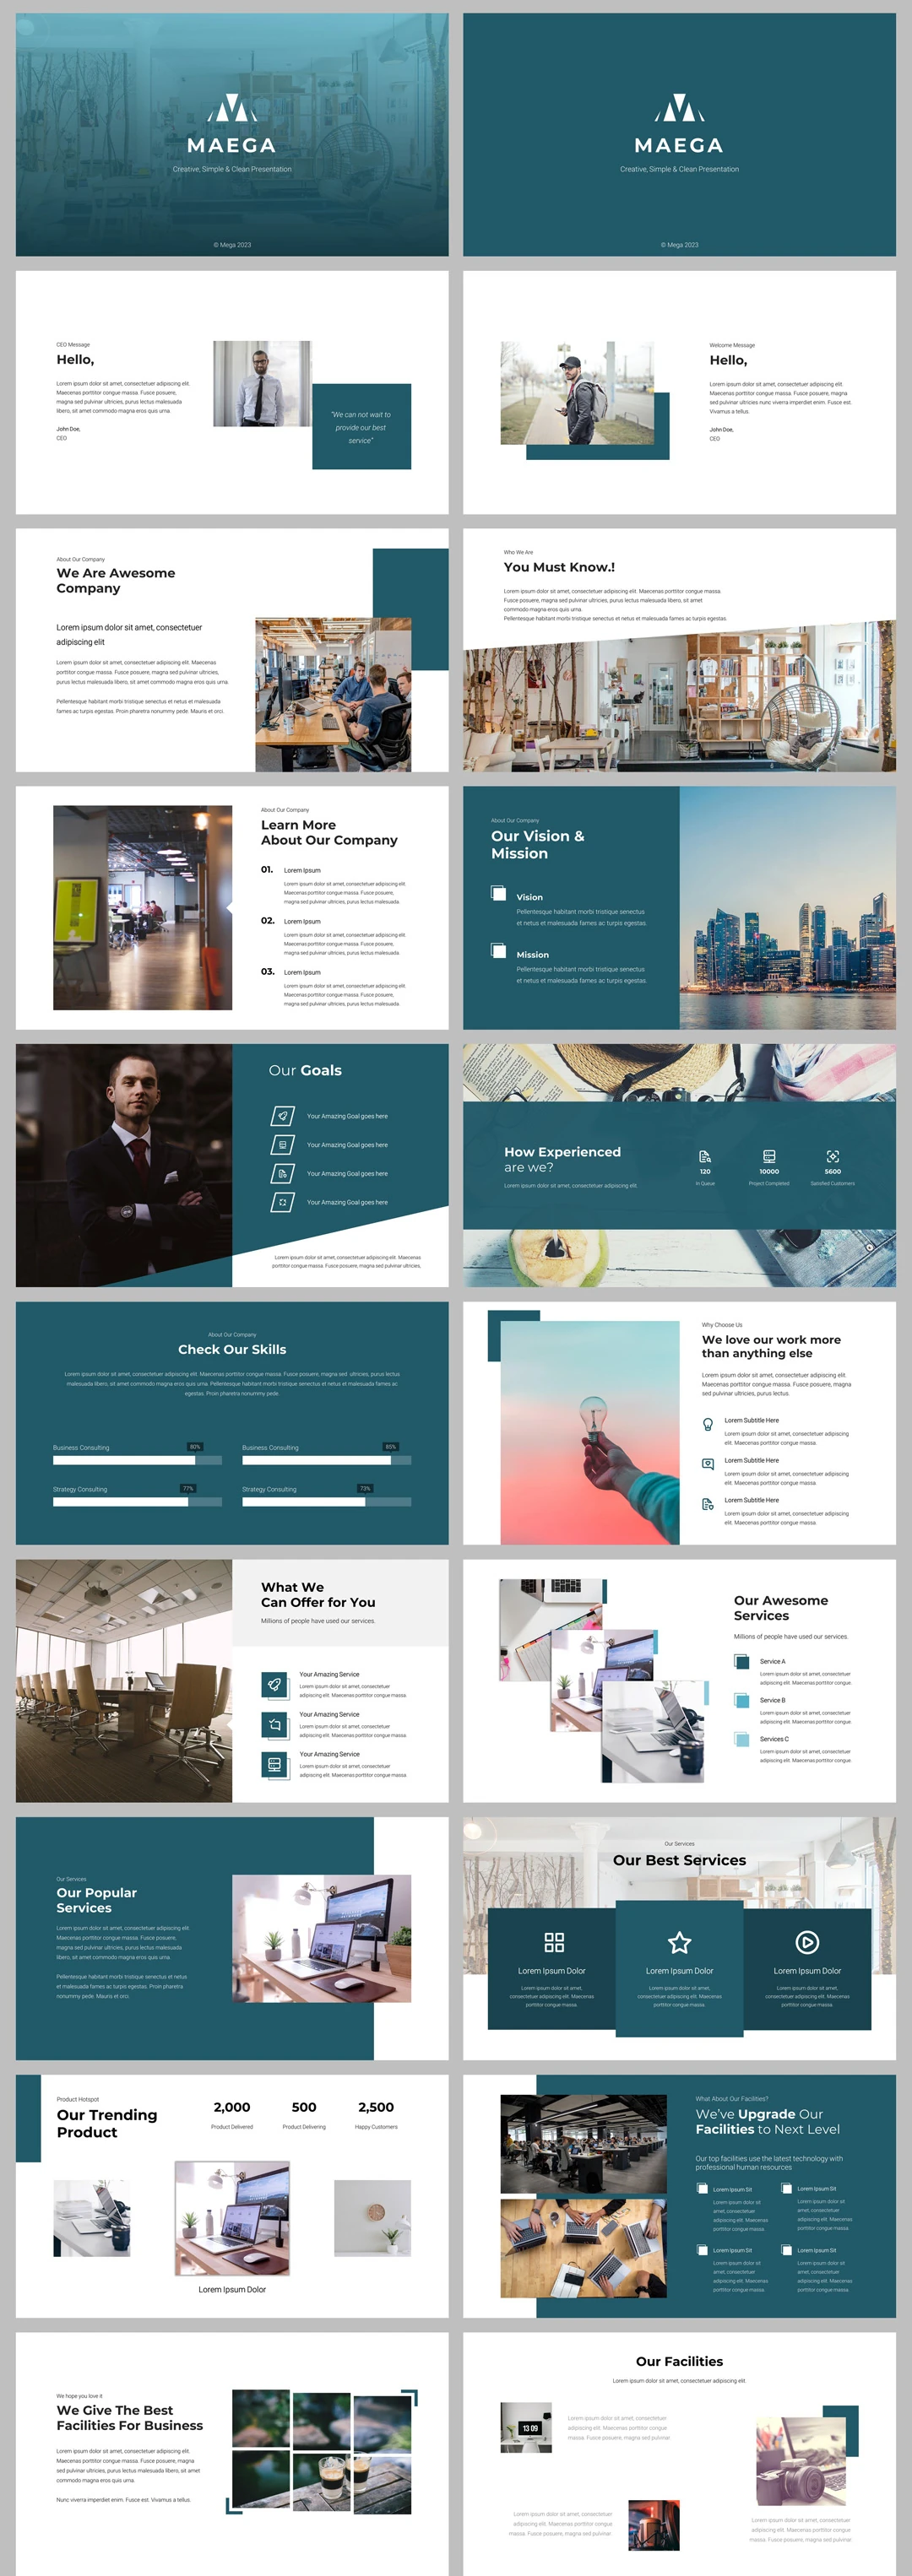 MAEGA
Creative, Simple & Clean Presentation
© Mega 2023
MAEGA
Creative, Simple & Clean Presentation
© Mega 2023
CEO Message
Hello,
Lorem ipsum dolor sit amet, consectetuer adipiscing elit.
Maecenas porttitor congue massa. Fusce posuere,
magna sed pulvinar ultricies, purus lectus malesuada
libero, sit amet commodo magna eros quis urna.
John Doe,
CEO
"We can not wait to
provide our best
service"
Welcome Message
Hello,
Lorem ipsum dolor sit amet, consectetuer adipiscing elit.
Maecenas porttitor congue massa. Fusce posuere, magna
sed pulvinar ultricies nunc viverra imperdiet enim. Fusce est.
Vivamus a tellus.
John Doe,
CEO
About Our Company
We Are Awesome
Company
Lorem ipsum dolor sit amet, consectetuer
adipiscing elit
Lorem ipsum dolor sit amet, consectetuer adipiscing elit. Maecenas
porttitor congue massa. Fusce posuere, magna sed pulvinar ultricies,
purus lectus malesuada libero, sit amet commodo magna eros quis urna.
Pellentesque habitant morbi tristique senectus et netus et malesuada
fames ac turpis egestas. Proin pharetra nonummy pede. Mauris et orci.
Who We Are
You Must Know.!
Lorem ipsum dolor sit amet, consectetuer adipiscing elit. Maecenas porttitor congue massa.
Fusce posuere, magna sed pulvinar ultricies, purus lectus malesuada libero, sit amet
commodo magna eros quis urna.
Pellentesque habitant morbi tristique senectus et netus et malesuada fames ac turpis egestas.
About Our Company
Learn More
About Our Company
01.
Lorem Ipsum
Lorem ipsum dolor sit amet, consectetuer adipiscing elit.
Maecenas porttitor congue massa. Fusce posuere,
magna sed pulvinar ultricies, purus lectus malesuada.
02.
Lorem Ipsum
Lorem ipsum dolor sit amet, consectetuer adipiscing elit.
Maecenas porttitor congue massa. Fusce posuere,
magna sed pulvinar ultricies, purus lectus malesuada.
03.
Lorem Ipsum
Lorem ipsum dolor sit amet, consectetuer adipiscing elit.
Maecenas porttitor congue massa. Fusce posuere,
magna sed pulvinar ultricies, purus lectus malesuada.
About Our Company
Our Vision &
Mission
Vision
Pellentesque habitant morbi tristique senectus
et netus et malesuada fames ac turpis egestas.
Mission
Pellentesque habitant morbi tristique senectus
et netus et malesuada fames ac turpis egestas.
Our Goals
Your Amazing Goal goes here
Your Amazing Goal goes here
Your Amazing Goal goes here
Your Amazing Goal goes here
Lorem ipsum dolor sit amet, consectetuer adipiscing elit. Maecenas
porttitor congue massa. Fusce posuere, magna sed pulvinar ultricies,
How Experienced
are we?
Lorem ipsum dolor sit amet, consectetuer adipiscing elit.
120
In Queue
10000
Project Completed
5600
Satisfied Customers
About Our Company
Check Our Skills
Lorem ipsum dolor sit amet, consectetuer adipiscing elit. Maecenas porttitor congue massa. Fusce posuere, magna sed ultricies, purus lectus
malesuada libero, sit amet commodo magna eros quis urna. Pellentesque habitant morbi tristique senectus et netus et malesuada fames ac
egestas. Proin pharetra nonummy pede.
Business Consulting
80%
Business Consulting
85%
Strategy Consulting
77%
Strategy Consulting
73%
Why Choose Us
We love our work more
than anything else
Lorem ipsum dolor sit amet, consectetuer adipiscing elit.
Maecenas porttitor congue massa. Fusce posuere, magna
sed pulvinar ultricies, purus lectus.
Lorem Subtitle Here
Lorem ipsum dolor sit amet, consectetuer adipiscing
elit. Maecenas porttitor congue massa.
Lorem Subtitle Here
Lorem ipsum dolor sit amet, consectetuer adipiscing
elit. Maecenas porttitor congue massa.
Lorem Subtitle Here
Lorem ipsum dolor sit amet, consectetuer adipiscing
elit. Maecenas porttitor congue massa.
What We
Can Offer for You
Millions of people have used our services.
Your Amazing Service
Lorem ipsum dolor sit amet, consectetuer
adipiscing elit. Maecenas porttitor congue massa.
Your Amazing Service
Lorem ipsum dolor sit amet, consectetuer
adipiscing elit. Maecenas porttitor congue massa.
Your Amazing Service
Lorem ipsum dolor sit amet, consectetuer
adipiscing elit. Maecenas porttitor congue massa.
Our Awesome
Services
Millions of people have used our services.
Service A
Lorem ipsum dolor sit amet, consectetuer
adipiscing elit. Maecenas porttitor congue.
Service B
Lorem ipsum dolor sit amet, consectetuer
adipiscing elit. Maecenas porttitor congue.
Services C
Lorem ipsum dolor sit amet, consectetuer
adipiscing elit. Maecenas porttitor congue.
Our Services
Our Popular
Services
Lorem ipsum dolor sit amet, consectetuer adipiscing elit.
Maecenas porttitor congue massa. Fusce posuere,
magna sed pulvinar ultricies, purus lectus malesuada
libero, sit amet commodo magna eros quis urna.
Pellentesque habitant morbi tristique senectus et netus
et malesuada fames ac turpis egestas. Proin pharetra
nonummy pede. Mauris et orci.
Our Services
Our Best Services
Lorem Ipsum Dolor
Lorem ipsum dolor sit amet,
consectetuer adipiscing elit. Maecenas
porttitor congue massa.
Lorem Ipsum Dolor
Lorem ipsum dolor sit amet,
consectetuer adipiscing elit. Maecenas
porttitor congue massa.
Lorem Ipsum Dolor
Lorem ipsum dolor sit amet,
consectetuer adipiscing elit. Maecenas
porttitor congue massa.
Product Hotspot
Our Trending
Product
2,000
Product Delivered
500
Product Delivering
2,500
Happy Customers
Lorem Ipsum Dolor
What About Our Facilities?
We've Upgrade Our
Facilities to Next Level
Our top facilities use the latest technology with
professional human resources
Lorem Ipsum Sit
Lorem ipsum dolor sit
amet, consectetuer
adipiscing elit. Maecenas
porttitor congue massa.
Lorem Ipsum Sit
Lorem ipsum dolor sit
amet, consectetuer
adipiscing elit. Maecenas
porttitor congue massa.
Lorem Ipsum Sit
Lorem ipsum dolor sit
amet, consectetuer
adipiscing elit. Maecenas
porttitor congue massa.
Lorem Ipsum Sit
Lorem ipsum dolor sit
amet, consectetuer
adipiscing elit. Maecenas
porttitor congue massa.
We hope you love it
We Give The Best
Facilities For Business
Lorem ipsum dolor sit amet, consectetuer adipiscing elit.
Maecenas porttitor congue massa. Fusce posuere, magna
sed pulvinar ultricies, purus lectus malesuada libero, sit amet
commodo magna eros quis urna.
Nunc viverra imperdiet enim. Fusce est. Vivamus a tellus.
Our Facilities
Lorem ipsum dolor sit amet, consectetuer adipiscing elit.
13 09
Lorem ipsum dolor sit amet, consectetuer
adipiscing elit. Maecenas porttitor congue
massa. Fusce posuere, magna sed pulvinar
Lorem ipsum dolor sit amet, consectetuer
adipiscing elit. Maecenas porttitor congue
massa. Fusce posuere, magna sed pulvinar.
Lorem ipsum dolor sit amet, consectetuer
adipiscing elit. Maecenas porttitor congue
massa. Fusce posuere, magna sed pulvinar.